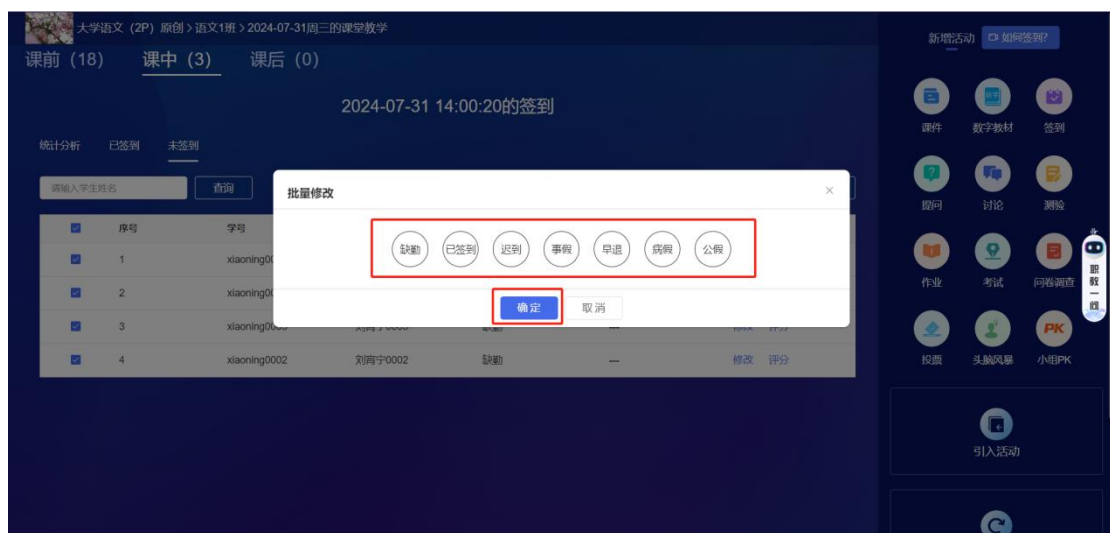 大学语文（2P）原创 > 语文1班 > 2024-07-31周三的课堂教学
课前（18） 课中（3） 课后（0）
2024-07-31 14:00:20的签到
统计分析 已签到 未签到
请输入学生姓名 查询
批量修改 ×
缺勤 已签到 迟到 事假 早退 病假 公假
确定 取消
序号 学号
1
2
3
4 xiaoning0002 刘宵宁0002 缺勤 — 修改 评分
新增活动 如何签到?
课件 数字教材 签到
提问 讨论 测验
作业 考试 问卷调查
投票 头脑风暴 小组PK
引入活动
职教一问